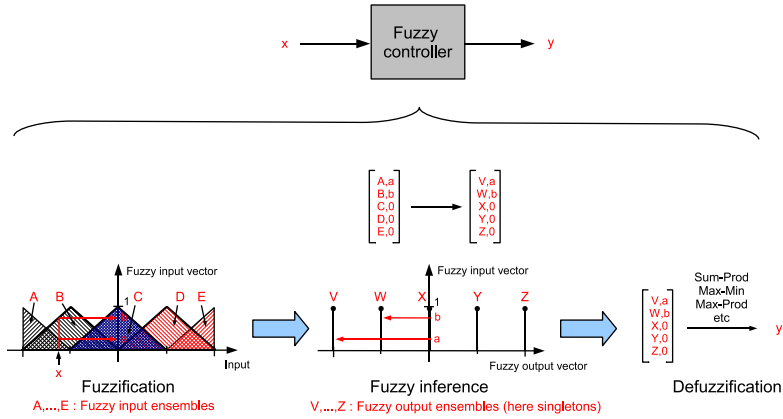 x
Fuzzy
controller
y
A,a
B,b
C,0
D,0
E,0
V,a
W,b
X,0
Y,0
Z,0
Fuzzy input vector
1
A
B
C
D
E
Input
x
Fuzzification
A,...,E : Fuzzy input ensembles
Fuzzy input vector
1
V
W
X
Y
Z
b
a
Fuzzy output vector
Fuzzy inference
V,...,Z : Fuzzy output ensembles (here singletons)
V,a
W,b
X,0
Y,0
Z,0
Sum-Prod
Max-Min
Max-Prod
etc
y
Defuzzification